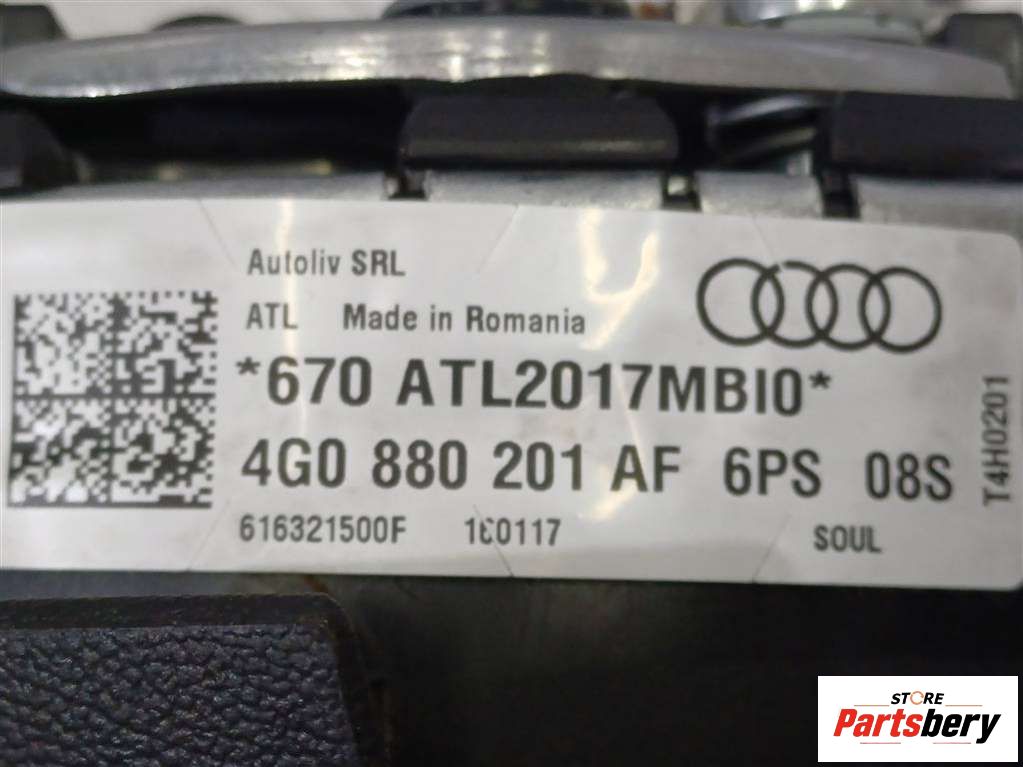 Autoliv SRL
ATL Made in Romania
*670 ATL2017MBI0*
4G0 880 201 AF 6PS 08S
616321500F
SOUL
T4H0201
STORE
Partsbery